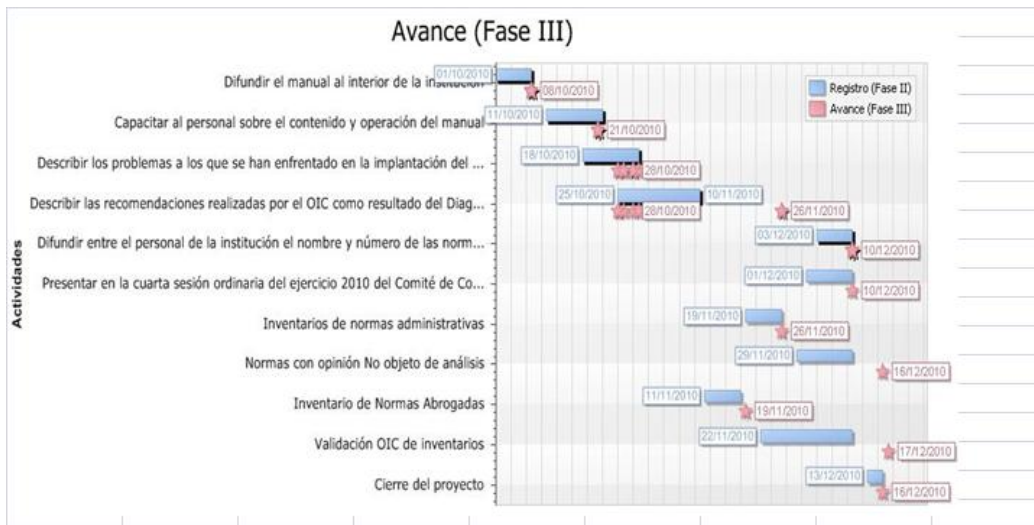 Avance (Fase III)
Registro (Fase II)
Avance (Fase III)
Actividades
Difundir el manual al interior de la institución
01/10/2010
08/10/2010
Capacitar al personal sobre el contenido y operación del manual
11/10/2010
21/10/2010
Describir los problemas a los que se han enfrentado en la implantación del ...
18/10/2010
28/10/2010
Describir las recomendaciones realizadas por el OIC como resultado del Diag...
25/10/2010
10/11/2010
28/10/2010
26/11/2010
Difundir entre el personal de la institución el nombre y número de las norm...
03/12/2010
10/12/2010
Presentar en la cuarta sesión ordinaria del ejercicio 2010 del Comité de Co...
01/12/2010
10/12/2010
Inventarios de normas administrativas
19/11/2010
26/11/2010
Normas con opinión No objeto de análisis
29/11/2010
16/12/2010
Inventario de Normas Abrogadas
11/11/2010
19/11/2010
Validación OIC de inventarios
22/11/2010
17/12/2010
Cierre del proyecto
13/12/2010
16/12/2010